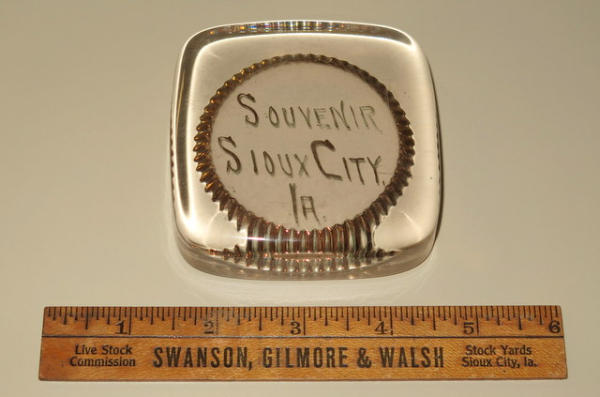 SOUVENIR
SIOUX CITY,
IA.
1 2 3 4 5 6
Live Stock Commission SWANSON, GILMORE & WALSH Stock Yards Sioux City, Ia.